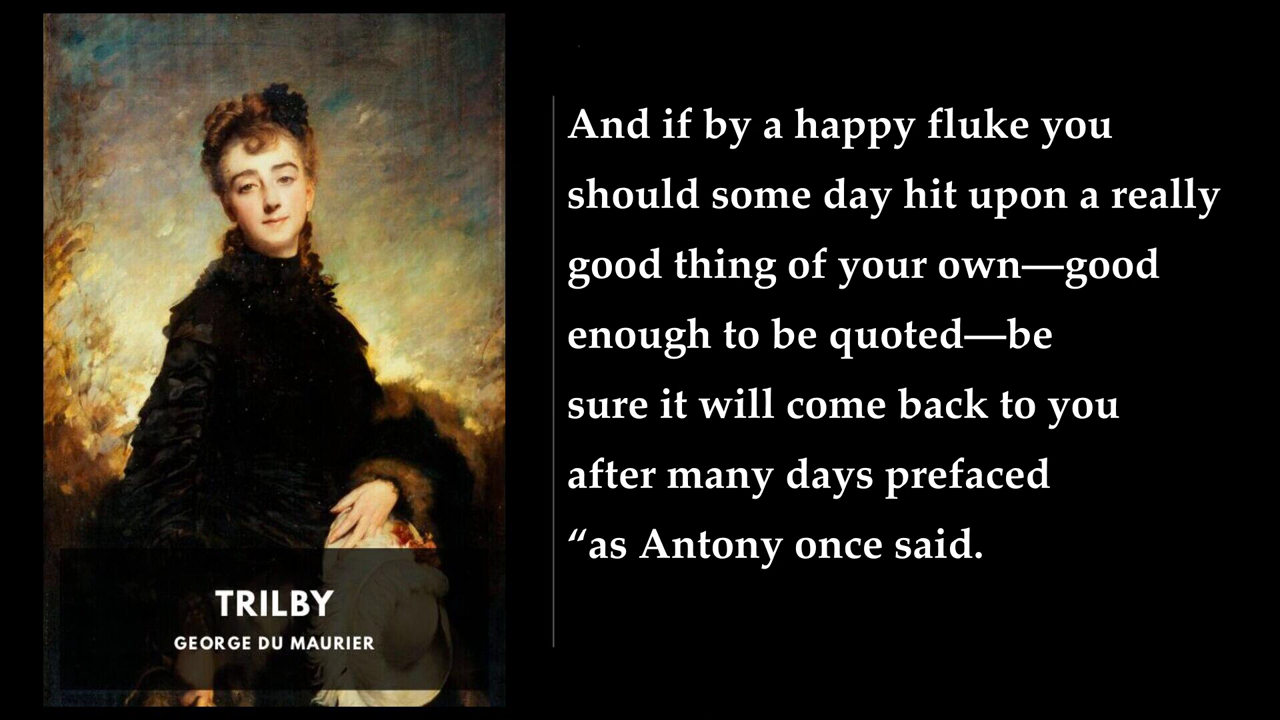 TRILBY
GEORGE DU MAURIER
And if by a happy fluke you
should some day hit upon a really
good thing of your own—good
enough to be quoted—be
sure it will come back to you
after many days prefaced
“as Antony once said.